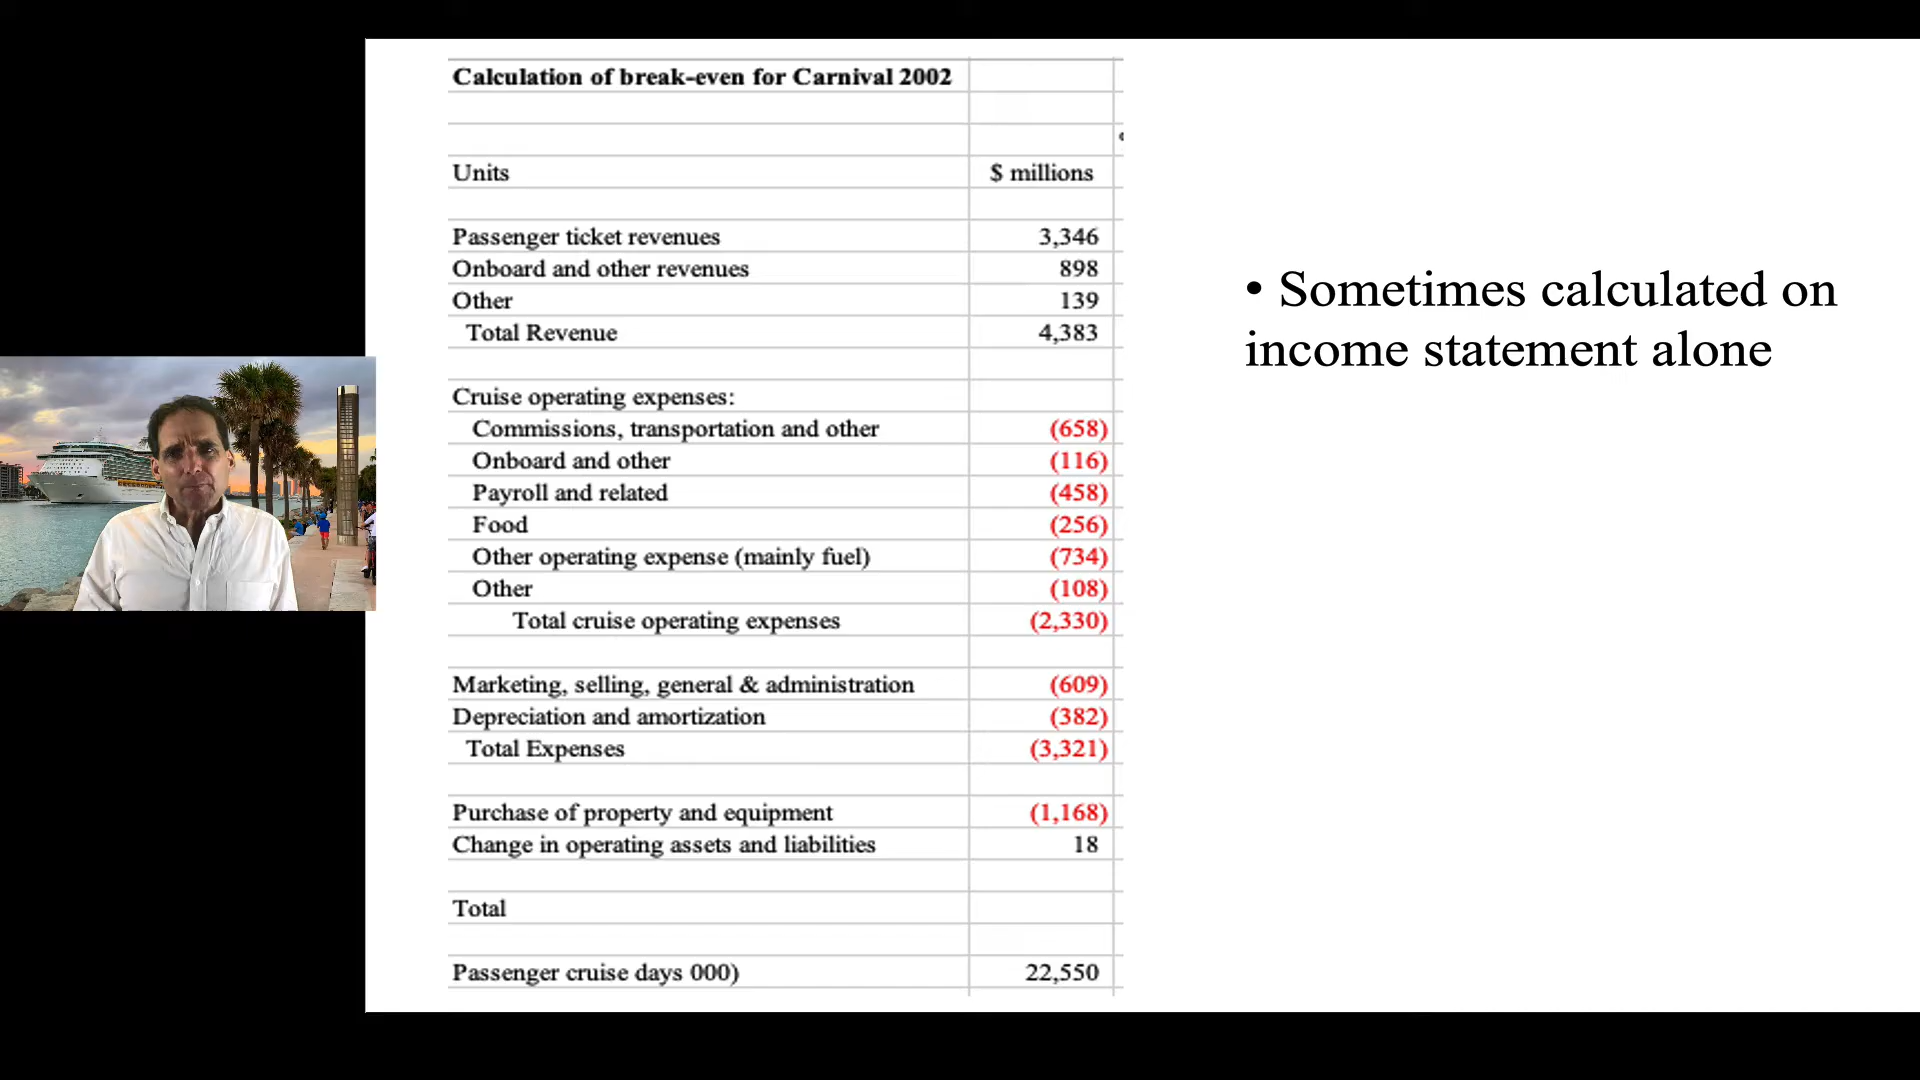 Calculation of break-even for Carnival 2002
Units $ millions
Passenger ticket revenues 3,346
Onboard and other revenues 898
Other 139
Total Revenue 4,383
Cruise operating expenses:
Commissions, transportation and other (658)
Onboard and other (116)
Payroll and related (458)
Food (256)
Other operating expense (mainly fuel) (734)
Other (108)
Total cruise operating expenses (2,330)
Marketing, selling, general & administration (609)
Depreciation and amortization (382)
Total Expenses (3,321)
Purchase of property and equipment (1,168)
Change in operating assets and liabilities 18
Total
Passenger cruise days 000) 22,550
• Sometimes calculated on
income statement alone